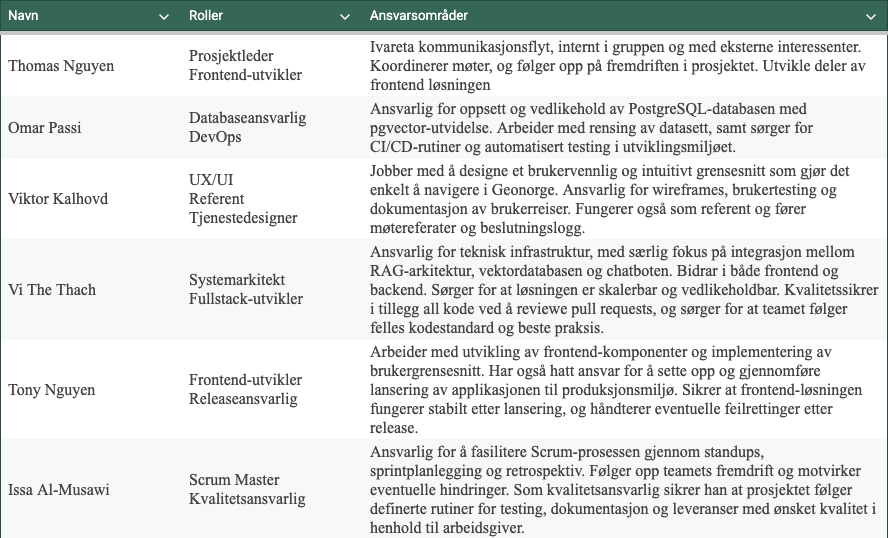 Navn Roller Ansvarsområder
Thomas Nguyen
Prosjektleder
Frontend-utvikler
Ivareta kommunikasjonsflyt, internt i gruppen og med eksterne interessenter.
Koordinerer møter, og følger opp på fremdriften i prosjektet. Utvikle deler av
frontend løsningen
Omar Passi
Databaseansvarlig
DevOps
Ansvarlig for oppsett og vedlikehold av PostgreSQL-databasen med
pgvector-utvidelse. Arbeider med rensing av datasett, samt sørger for
CI/CD-rutiner og automatisert testing i utviklingsmiljøet.
Viktor Kalhovd
UX/UI
Referent
Tjenestedesigner
Jobber med å designe et brukervennlig og intuitivt grensesnitt som gjør det
enkelt å navigere i Geonorge. Ansvarlig for wireframes, brukertesting og
dokumentasjon av brukerreiser. Fungerer også som referent og fører
møtereferater og beslutningslogg.
Vi The Thach
Systemarkitekt
Fullstack-utvikler
Ansvarlig for teknisk infrastruktur, med særlig fokus på integrasjon mellom
RAG-arkitektur, vektordatabasen og chatboten. Bidrar i både frontend og
backend. Sørger for at løsningen er skalerbar og vedlikeholdbar. Kvalitetssikrer
i tillegg all kode ved å reviewe pull requests, og sørger for at teamet følger
felles kodestandard og beste praksis.
Tony Nguyen
Frontend-utvikler
Releaseansvarlig
Arbeider med utvikling av frontend-komponenter og implementering av
brukergrensesnitt. Har også hatt ansvar for å sette opp og gjennomføre
lansering av applikasjonen til produksjonsmiljø. Sikrer at frontend-løsningen
fungerer stabilt etter lansering, og håndterer eventuelle feilrettinger etter
release.
Issa Al-Musawi
Scrum Master
Kvalitetsansvarlig
Ansvarlig for å fasilitere Scrum-prosessen gjennom standups,
sprintplanlegging og retrospektiv. Følger opp teamets fremdrift og motvirker
eventuelle hindringer. Som kvalitetsansvarlig sikrer han at prosjektet følger
definerte rutiner for testing, dokumentasjon og leveranser med ønsket kvalitet i
henhold til arbeidsgiver.